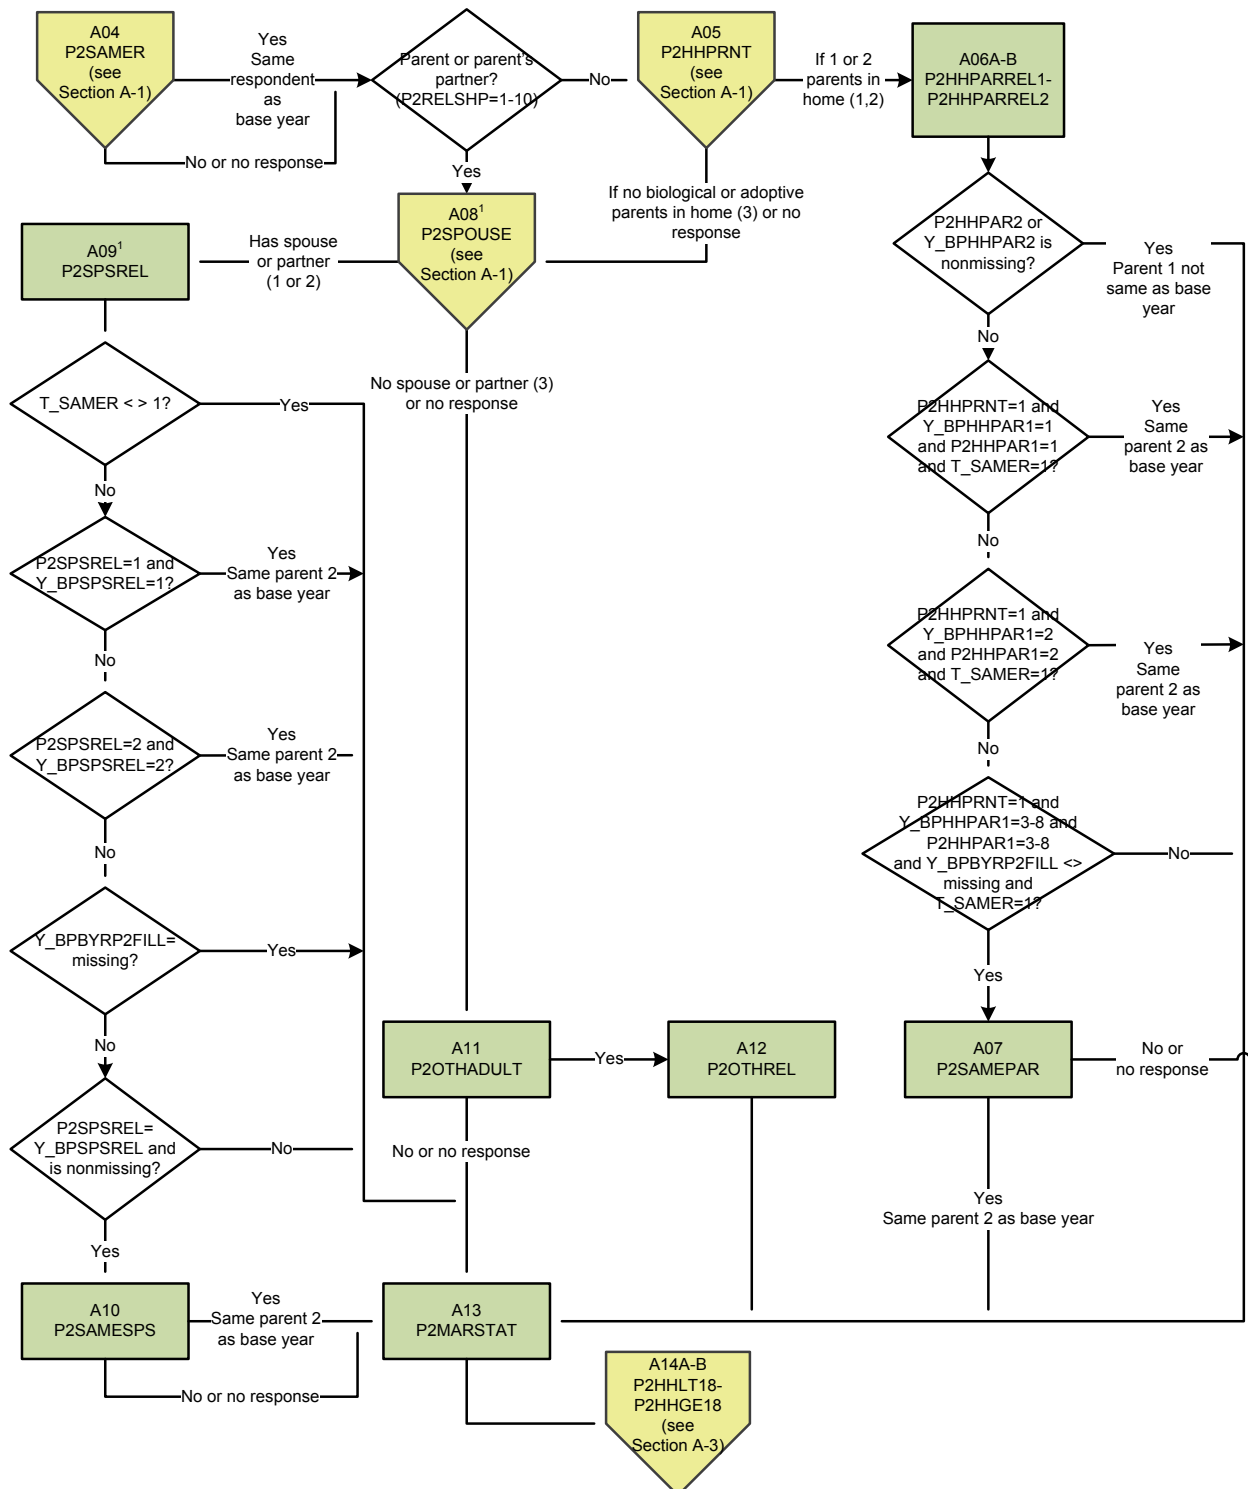 A04
P2SAMER
(see
Section A-1)
Yes
Same
respondent
as
base year
No or no response
Parent or parent's
partner?
(P2RELSHP=1-10)
No
Yes
A05
P2HHPRNT
(see
Section A-1)
If 1 or 2
parents in
home (1,2)
A06A-B
P2HHPARREL1-
P2HHPARREL2
If no biological or adoptive
parents in home (3) or no
response
A08¹
P2SPOUSE
(see
Section A-1)
Has spouse
or partner
(1 or 2)
A09¹
P2SPSREL
No spouse or partner (3)
or no response
P2HHPAR2 or
Y_BPHHPAR2 is
nonmissing?
Yes
Parent 1 not
same as base
year
No
T_SAMER < > 1?
Yes
No
P2HHPRNT=1 and
Y_BPHHPAR1=1
and P2HHPAR1=1
and T_SAMER=1?
Yes
Same
parent 2 as
base year
No
P2SPSREL=1 and
Y_BPSPSREL=1?
Yes
Same parent 2
as base year
No
P2HHPRNT=1 and
Y_BPHHPAR1=2
and P2HHPAR1=2
and T_SAMER=1?
Yes
Same
parent 2 as
base year
No
P2SPSREL=2 and
Y_BPSPSREL=2?
Yes
Same parent 2
as base year
No
P2HHPRNT=1 and
Y_BPHHPAR1=3-8 and
P2HHPAR1=3-8
and Y_BPBYRP2FILL <>
missing and
T_SAMER=1?
No
Yes
Y_BPBYRP2FILL=
missing?
Yes
No
A11
P2OTHADULT
Yes
A12
P2OTHREL
A07
P2SAMEPAR
No or
no response
P2SPSREL=
Y_BPSPSREL and
is nonmissing?
No
Yes
No or no response
Yes
Same parent 2 as base year
A10
P2SAMESPS
Yes
Same parent 2
as base year
No or no response
A13
P2MARSTAT
A14A-B
P2HHLT18-
P2HHGE18
(see
Section A-3)